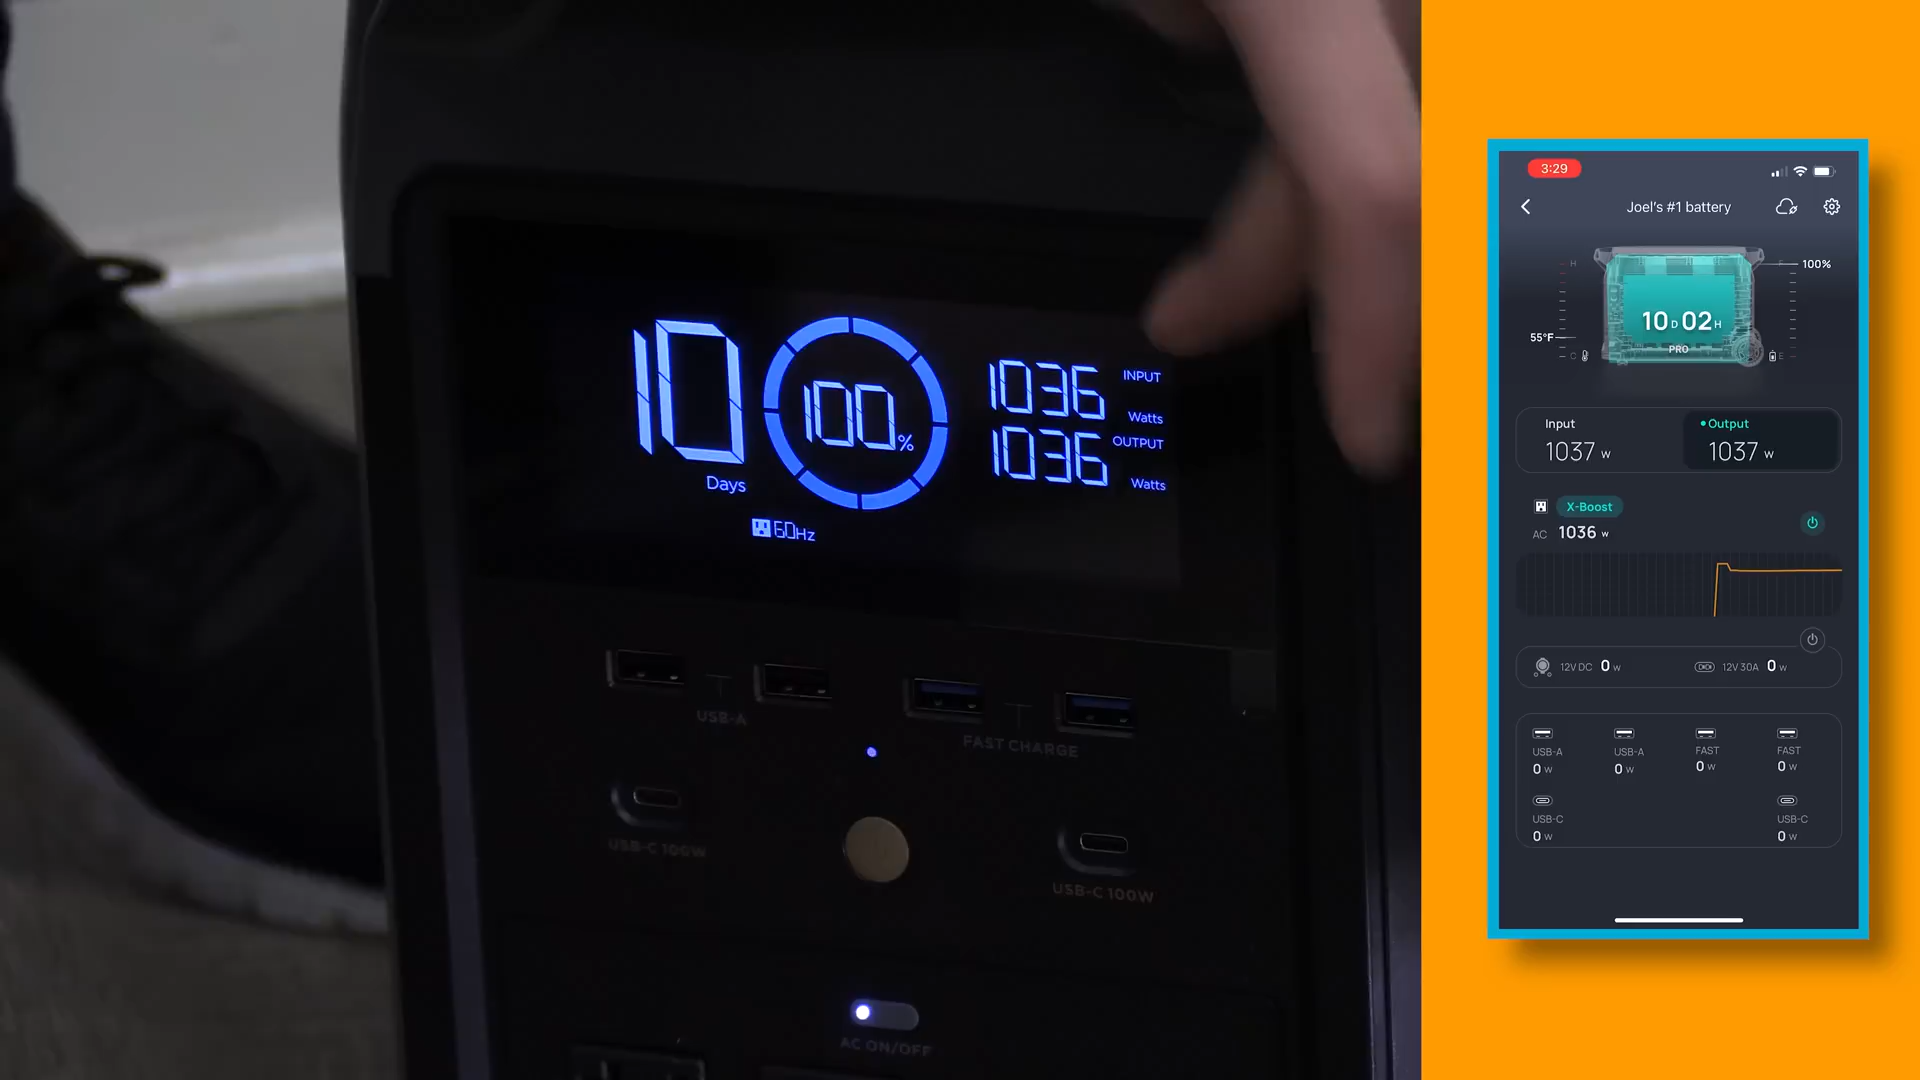 10
Days
100%
1036 INPUT
Watts
1036 OUTPUT
Watts
60Hz
USB-A
FAST CHARGE
USB-C 100W
USB-C 100W
AC ON/OFF
3:29
Joel's #1 battery
H
F
100%
10 D 02 H
55°F
PRO
C
E
Input
Output
1037 W
1037 W
X-Boost
AC 1036 W
12V DC 0 W
12V 30A 0 W
USB-A
USB-A
FAST
FAST
0 W
0 W
0 W
0 W
USB-C
USB-C
0 W
0 W